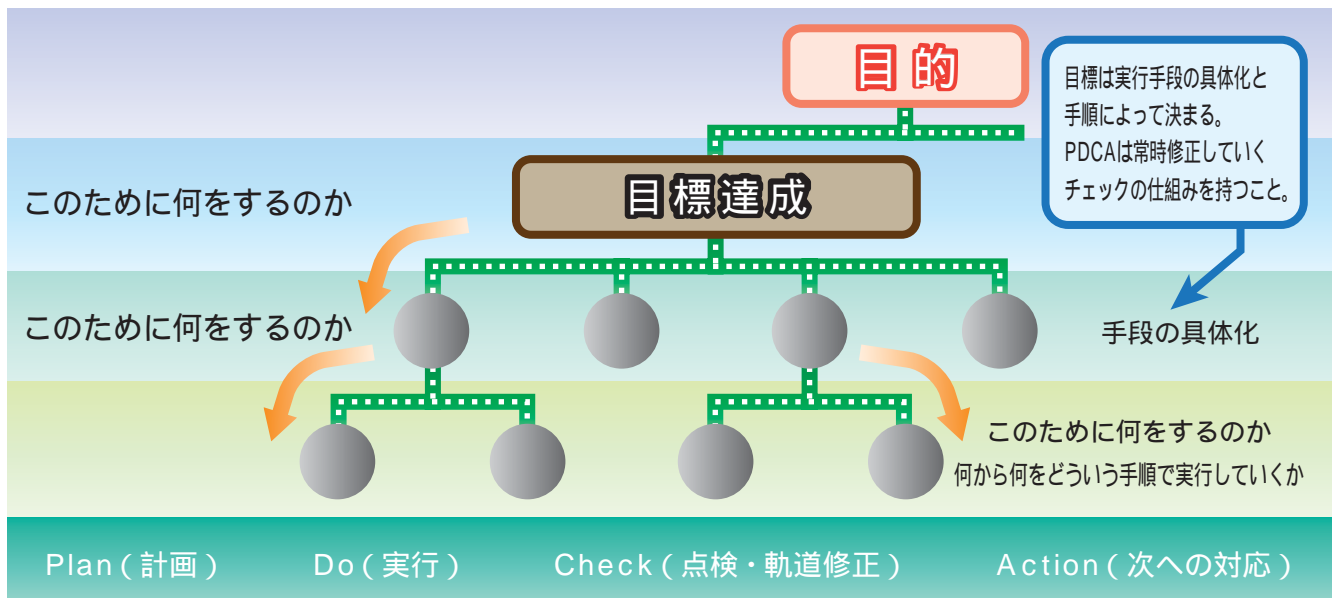 目的
目標は実行手段の具体化と
手順によって決まる。
PDCAは常時修正していく
チェックの仕組みを持つこと。
目標達成
このために何をするのか
このために何をするのか
手段の具体化
このために何をするのか
何から何をどういう手順で実行していくか
Plan(計画) Do(実行) Check(点検・軌道修正) Action(次への対応)